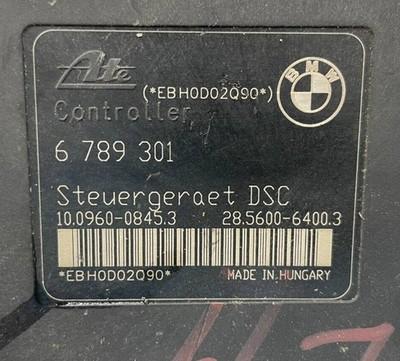 Ate (*EBH0D02Q90*) BMW
Controller
6 789 301
Steuergeraet DSC
10.0960-0845.3 28.5600-6400.3
*EBH0D02Q90* MADE IN HUNGARY